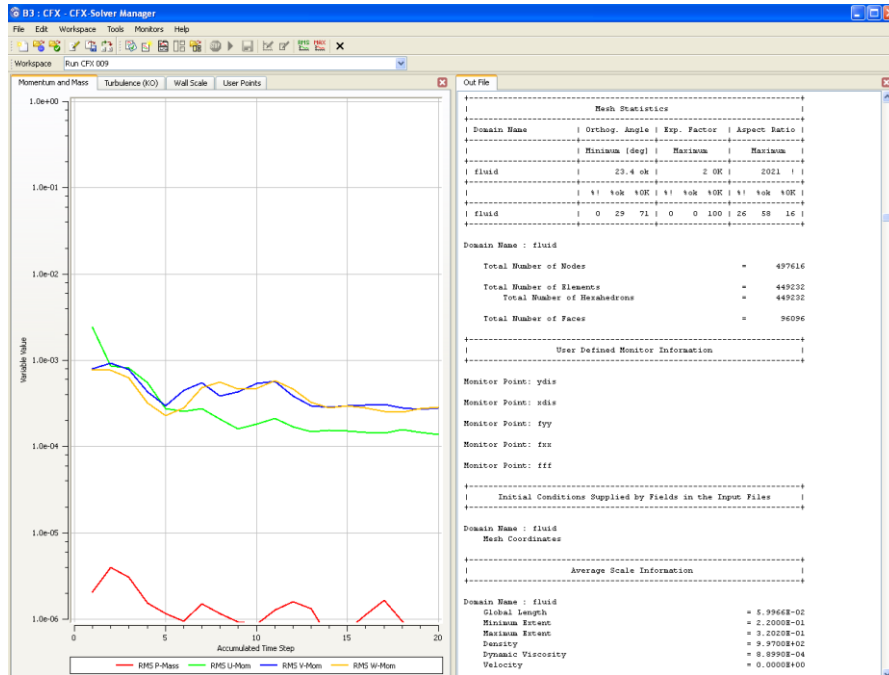 B3 : CFX - CFX-Solver Manager
File Edit Workspace Tools Monitors Help
Workspace Run CFX 009
Momentum and Mass Turbulence (KO) Wall Scale User Points
1.0e+00
1.0e-01
1.0e-02
1.0e-03
1.0e-04
1.0e-05
1.0e-06
Variable Value
0 5 10 15 20
Accumulated Time Step
RMS P-Mass RMS U-Mom RMS V-Mom RMS W-Mom
Out File
+--------------------------------------------------------------------+
| Mesh Statistics |
+--------------------------------------------------------------------+
| Domain Name | Orthog. Angle | Exp. Factor | Aspect Ratio |
+--------------------------------------------------------------------+
| | Minimum [deg] | Maximum | Maximum |
+--------------------------------------------------------------------+
| fluid | 23.4 ok | 2 OK | 2021 ! |
+--------------------------------------------------------------------+
| | %! %ok %OK | %! %ok %OK | %! %ok %OK |
+--------------------------------------------------------------------+
| fluid | 0 29 71 | 0 0 100 | 26 58 16 |
+--------------------------------------------------------------------+
Domain Name : fluid
Total Number of Nodes = 497616
Total Number of Elements = 449232
Total Number of Hexahedrons = 449232
Total Number of Faces = 96096
+--------------------------------------------------------------------+
| User Defined Monitor Information |
+--------------------------------------------------------------------+
Monitor Point: ydis
Monitor Point: xdis
Monitor Point: fyy
Monitor Point: fxx
Monitor Point: fff
+--------------------------------------------------------------------+
| Initial Conditions Supplied by Fields in the Input Files |
+--------------------------------------------------------------------+
Domain Name : fluid
Mesh Coordinates
+--------------------------------------------------------------------+
| Average Scale Information |
+--------------------------------------------------------------------+
Domain Name : fluid
Global Length = 5.9966E-02
Minimum Extent = 2.2000E-01
Maximum Extent = 3.2020E-01
Density = 9.9700E+02
Dynamic Viscosity = 8.8990E-04
Velocity = 0.0000E+00